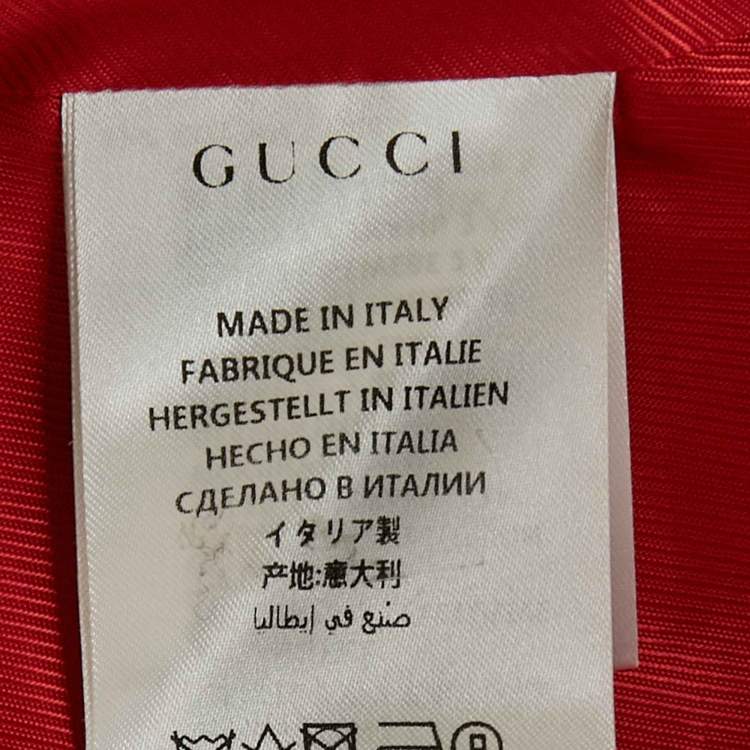 GUCCI
MADE IN ITALY
FABRIQUE EN ITALIE
HERGESTELLT IN ITALIEN
HECHO EN ITALIA
СДЕЛАНО В ИТАЛИИ
イタリア製
产地:意大利
صنع في إيطاليا